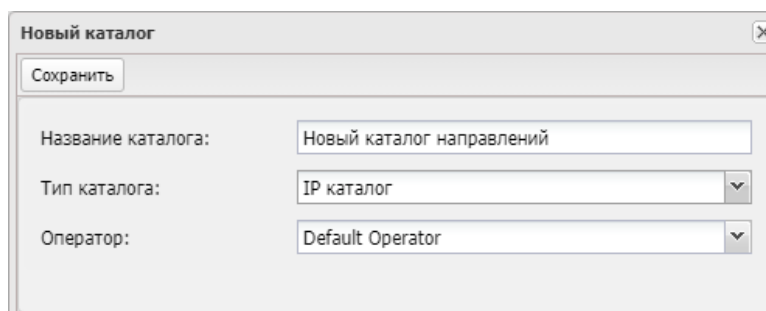 Новый каталог
Сохранить
Название каталога: Новый каталог направлений
Тип каталога: IP каталог
Оператор: Default Operator